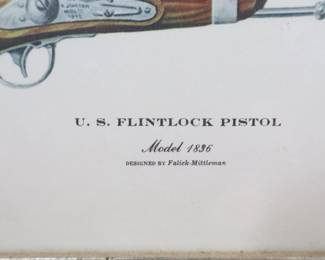 U. S. FLINTLOCK PISTOL
Model 1836
DESIGNED BY Falick-Mittleman